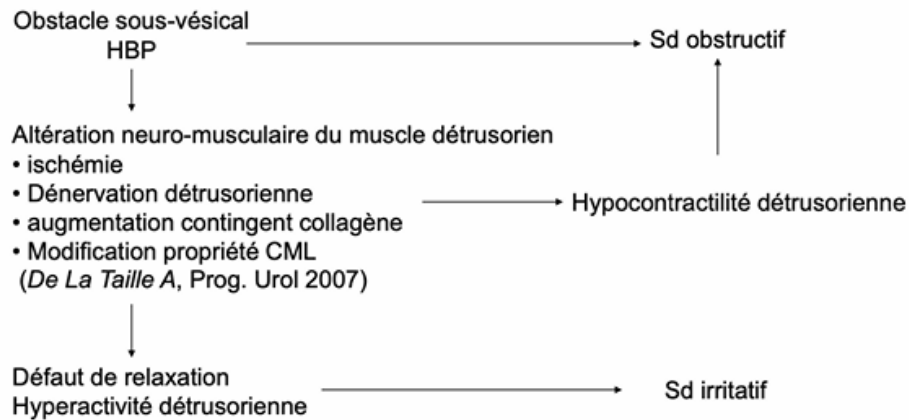 Obstacle sous-vésical
HBP
Sd obstructif
Altération neuro-musculaire du muscle détrusorien
• ischémie
• Dénervation détrusorienne
• augmentation contingent collagène
• Modification propriété CML
(De La Taille A, Prog. Urol 2007)
Hypocontractilité détrusorienne
Défaut de relaxation
Hyperactivité détrusorienne
Sd irritatif